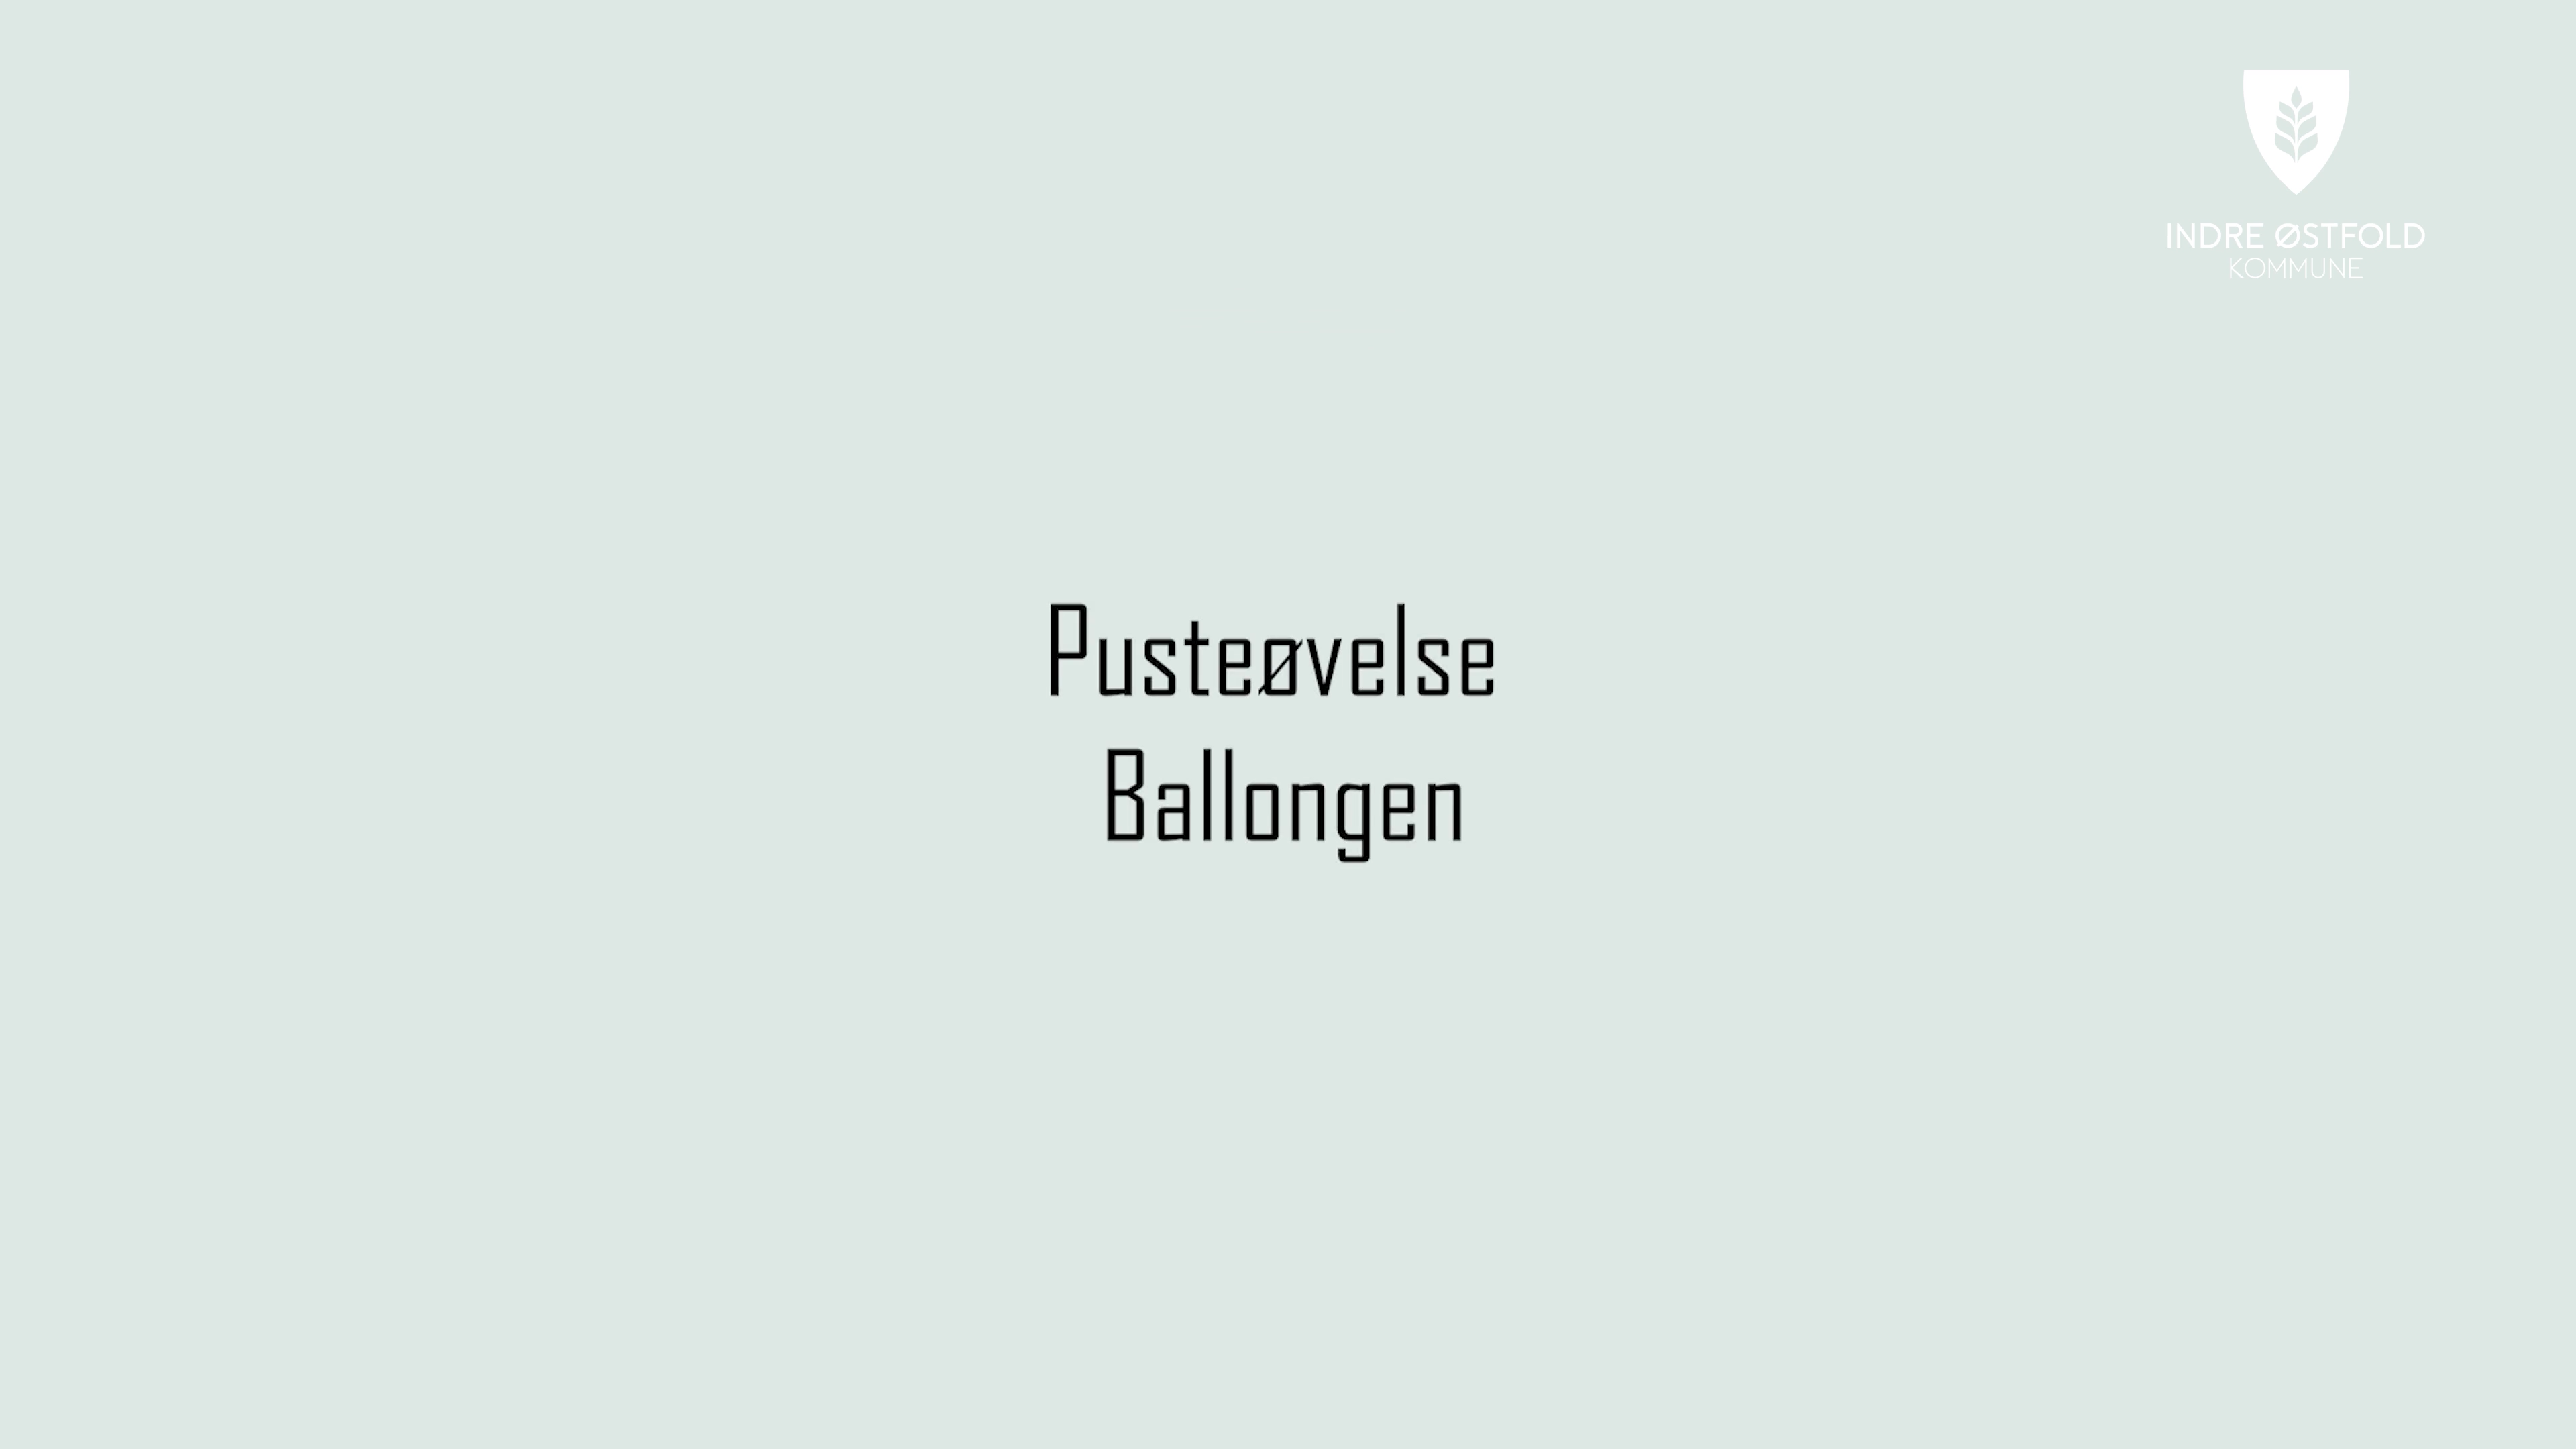 INDRE ØSTFOLD
KOMMUNE
Pusteøvelse
Ballongen